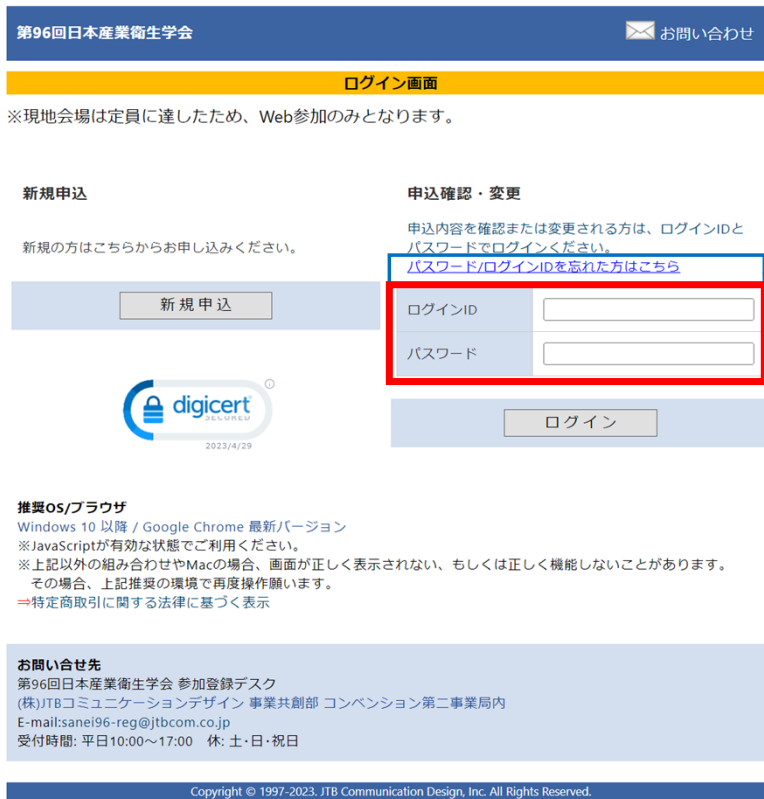 第96回日本産業衛生学会
お問い合わせ
ログイン画面
※現地会場は定員に達したため、Web参加のみとなります。
新規申込
新規の方はこちらからお申し込みください。
新規申込
digicert
SECURED
2023/4/29
申込確認・変更
申込内容を確認または変更される方は、ログインIDと
パスワードでログインください。
パスワード/ログインIDを忘れた方はこちら
ログインID
パスワード
ログイン
推奨OS/ブラウザ
Windows 10 以降 / Google Chrome 最新バージョン
※JavaScriptが有効な状態でご利用ください。
※上記以外の組み合わせやMacの場合、画面が正しく表示されない、もしくは正しく機能しないことがあります。
その場合、上記推奨の環境で再度操作願います。
⇒特定商取引に関する法律に基づく表示
お問い合せ先
第96回日本産業衛生学会 参加登録デスク
(株)JTBコミュニケーションデザイン 事業共創部 コンベンション第二事業局内
E-mail:sanei96-reg@jtbcom.co.jp
受付時間: 平日10:00～17:00 休: 土・日・祝日
Copyright © 1997-2023. JTB Communication Design, Inc. All Rights Reserved.